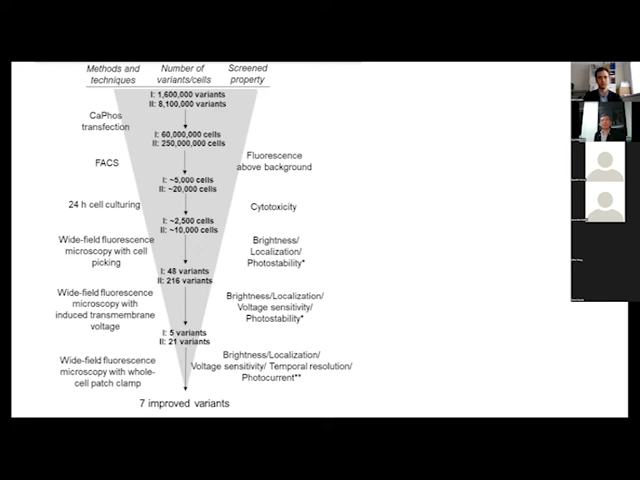 Methods and techniques
Number of variants/cells
Screened property
I: 1,600,000 variants
II: 8,100,000 variants
CaPhos
transfection
I: 60,000,000 cells
II: 250,000,000 cells
FACS
Fluorescence
above background
I: ~5,000 cells
II: ~20,000 cells
24 h cell culturing
Cytotoxicity
I: ~2,500 cells
II: ~10,000 cells
Wide-field fluorescence
microscopy with cell
picking
Brightness/
Localization/
Photostability*
I: 48 variants
II: 216 variants
Wide-field fluorescence
microscopy with
induced transmembrane
voltage
Brightness/Localization/
Voltage sensitivity/
Photostability*
I: 5 variants
II: 21 variants
Wide-field fluorescence
microscopy with whole-
cell patch clamp
Brightness/Localization/
Voltage sensitivity/ Temporal resolution/
Photocurrent**
7 improved variants